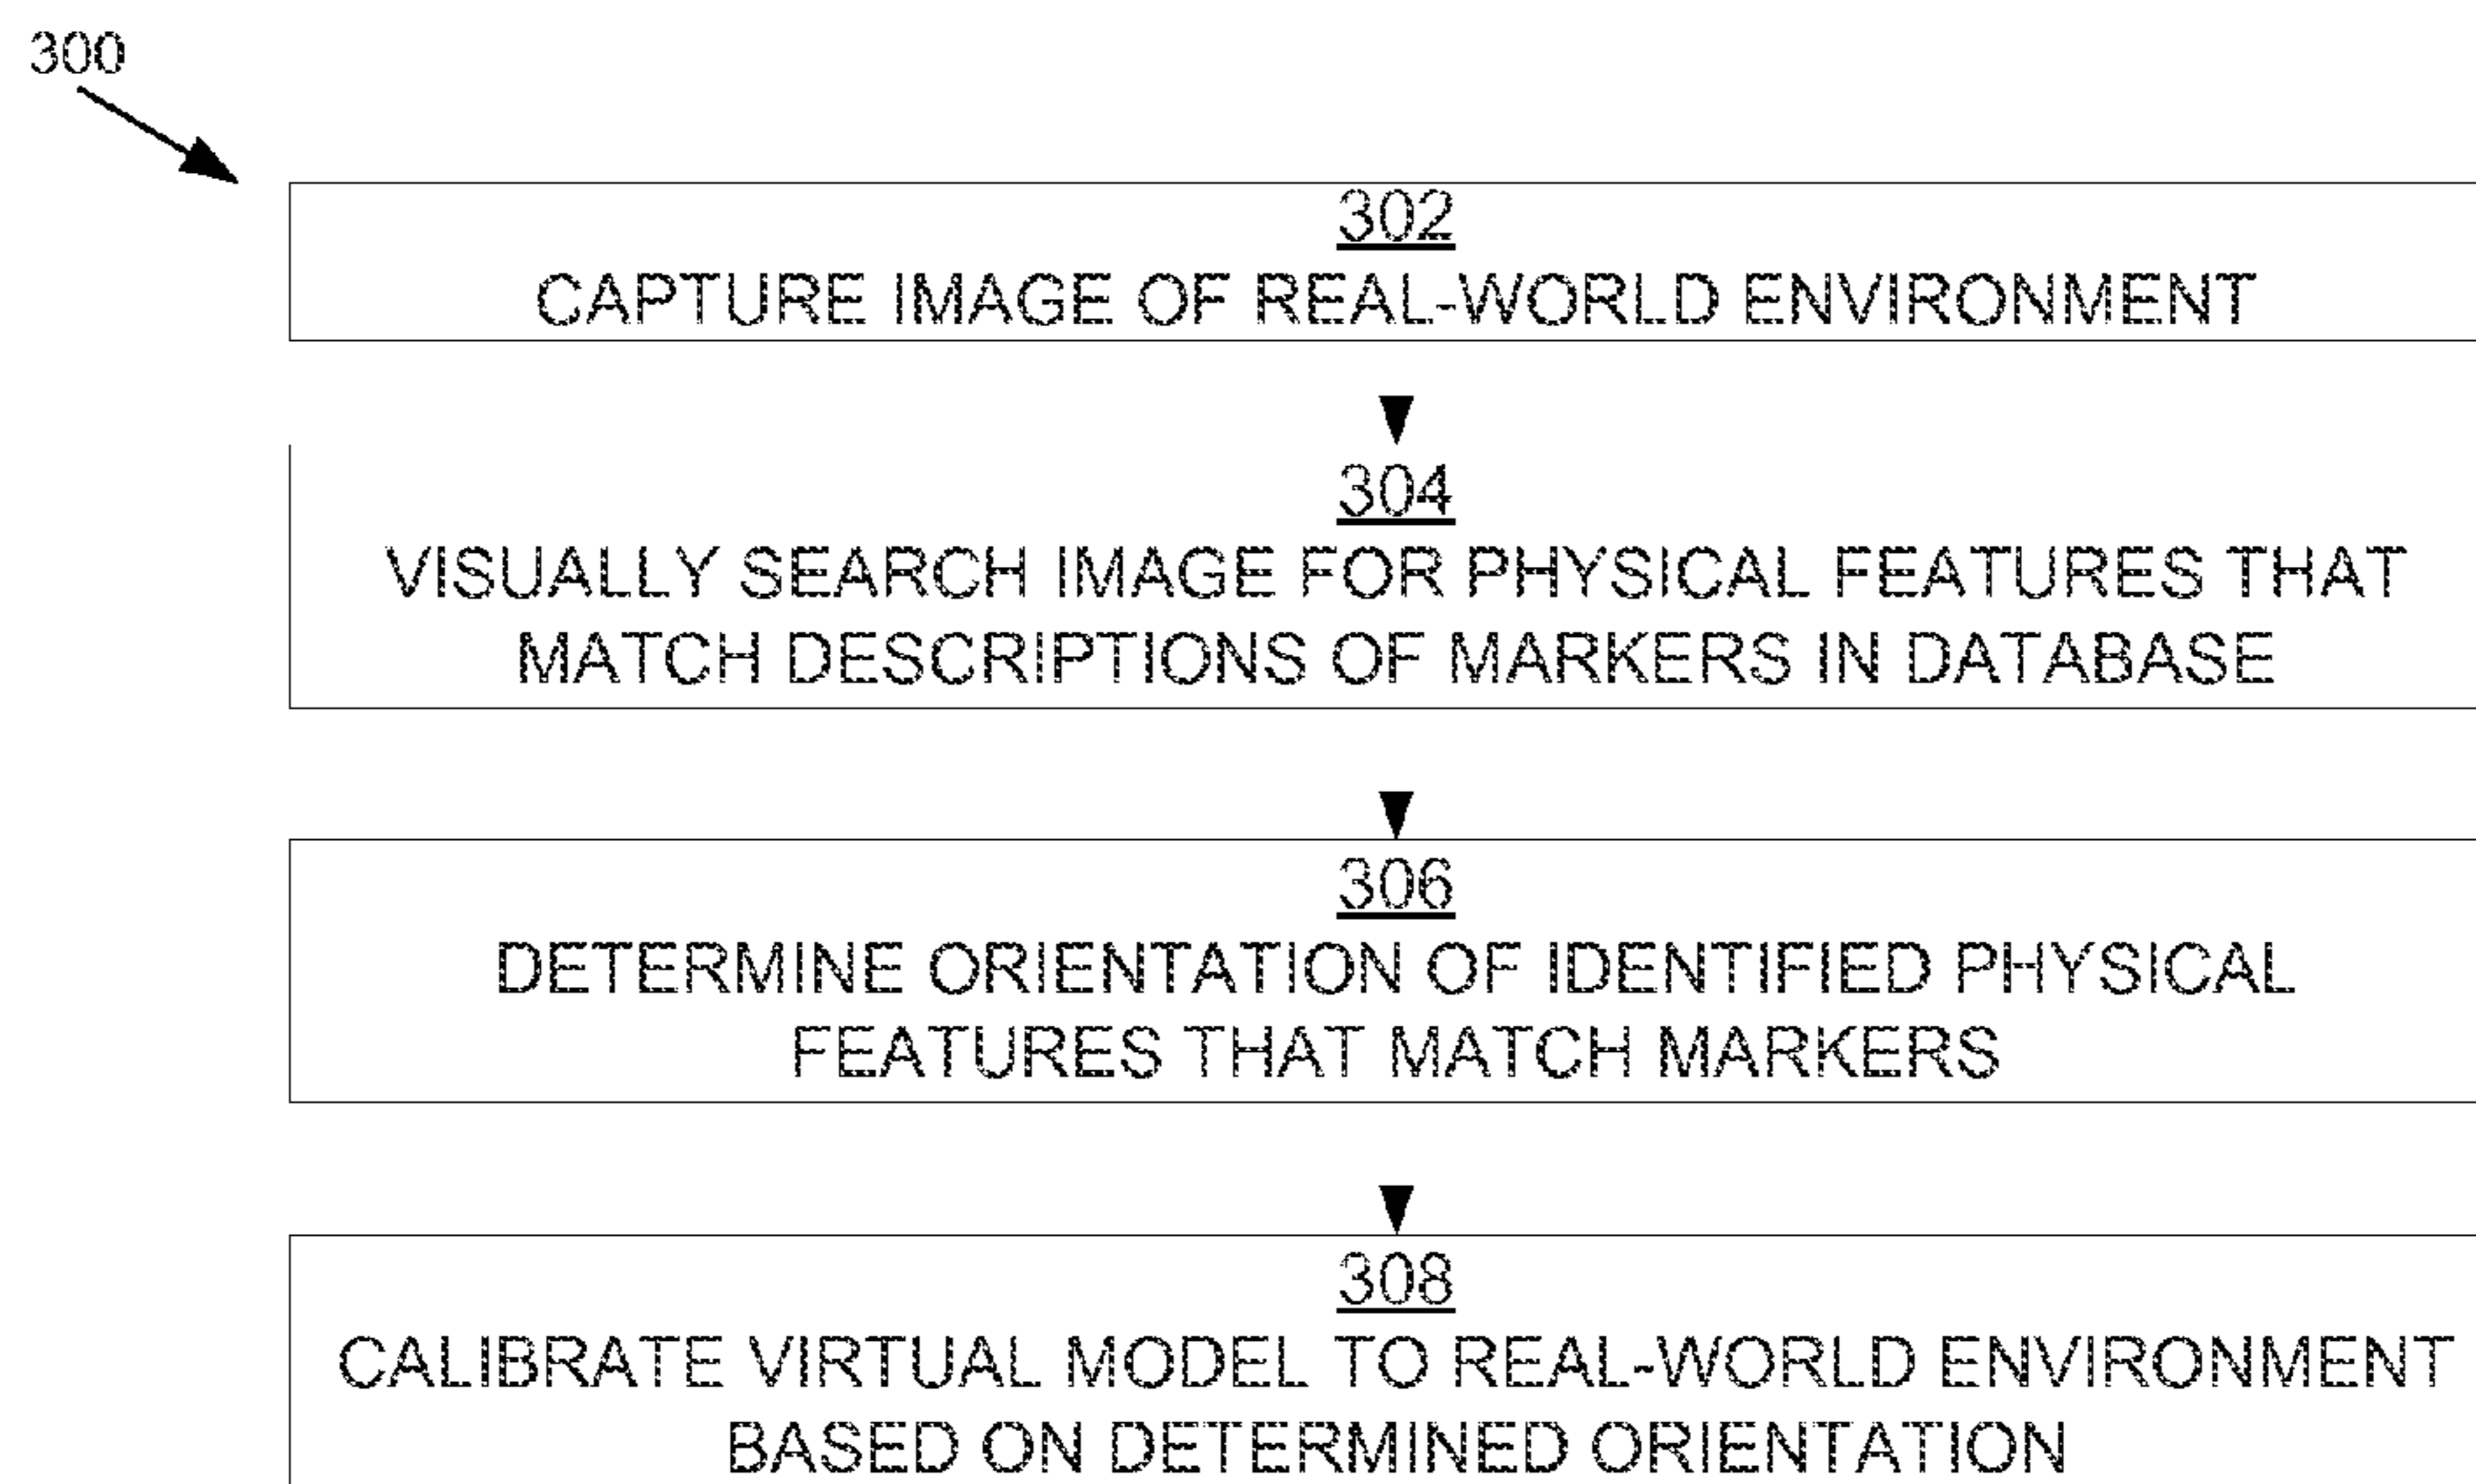 300
302
CAPTURE IMAGE OF REAL-WORLD ENVIRONMENT
304
VISUALLY SEARCH IMAGE FOR PHYSICAL FEATURES THAT
MATCH DESCRIPTIONS OF MARKERS IN DATABASE
306
DETERMINE ORIENTATION OF IDENTIFIED PHYSICAL
FEATURES THAT MATCH MARKERS
308
CALIBRATE VIRTUAL MODEL TO REAL-WORLD ENVIRONMENT
BASED ON DETERMINED ORIENTATION